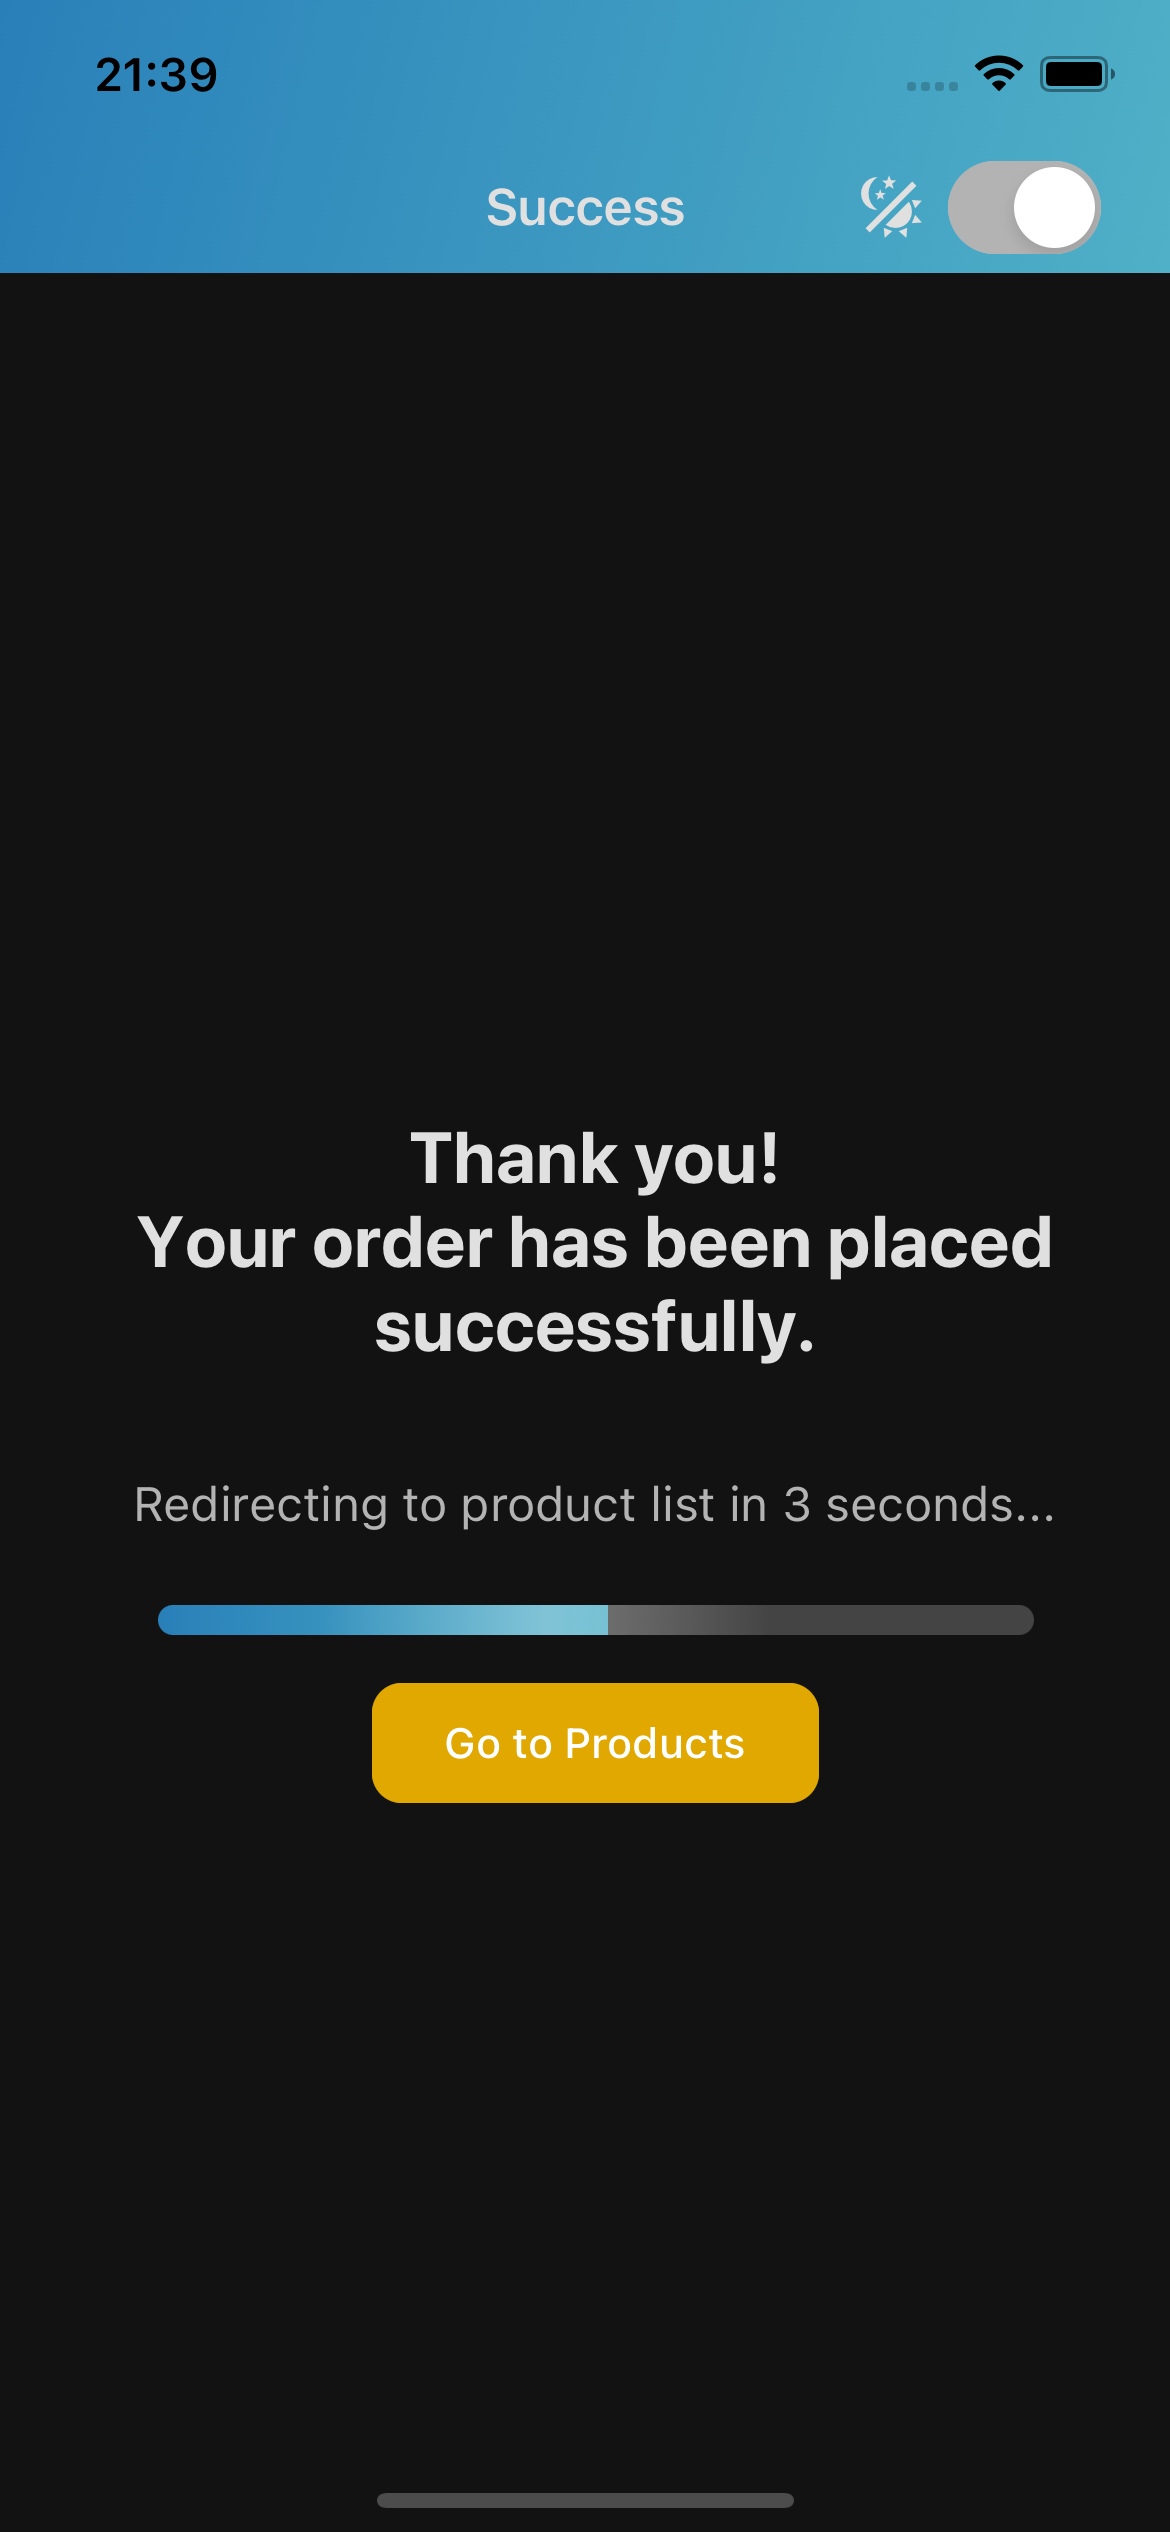 21:39
Success
Thank you!
Your order has been placed
successfully.
Redirecting to product list in 3 seconds...
Go to Products